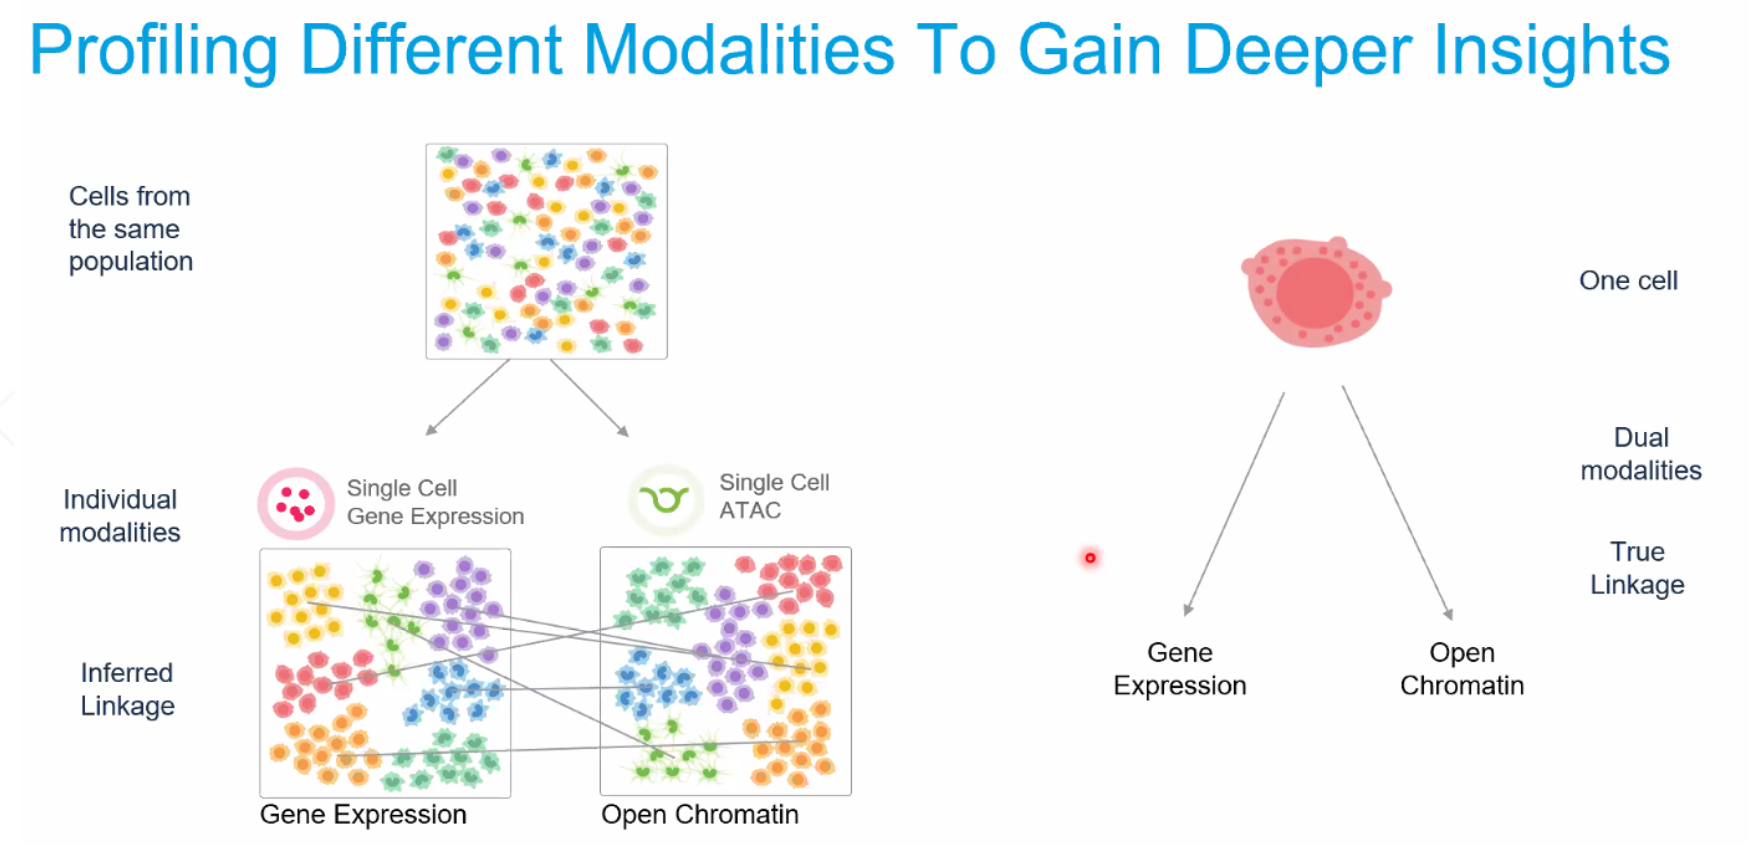 Profiling Different Modalities To Gain Deeper Insights
Cells from
the same
population
One cell
Individual
modalities
Single Cell
Gene Expression
Single Cell
ATAC
Dual
modalities
True
Linkage
Inferred
Linkage
Gene
Expression
Open
Chromatin
Gene Expression
Open Chromatin